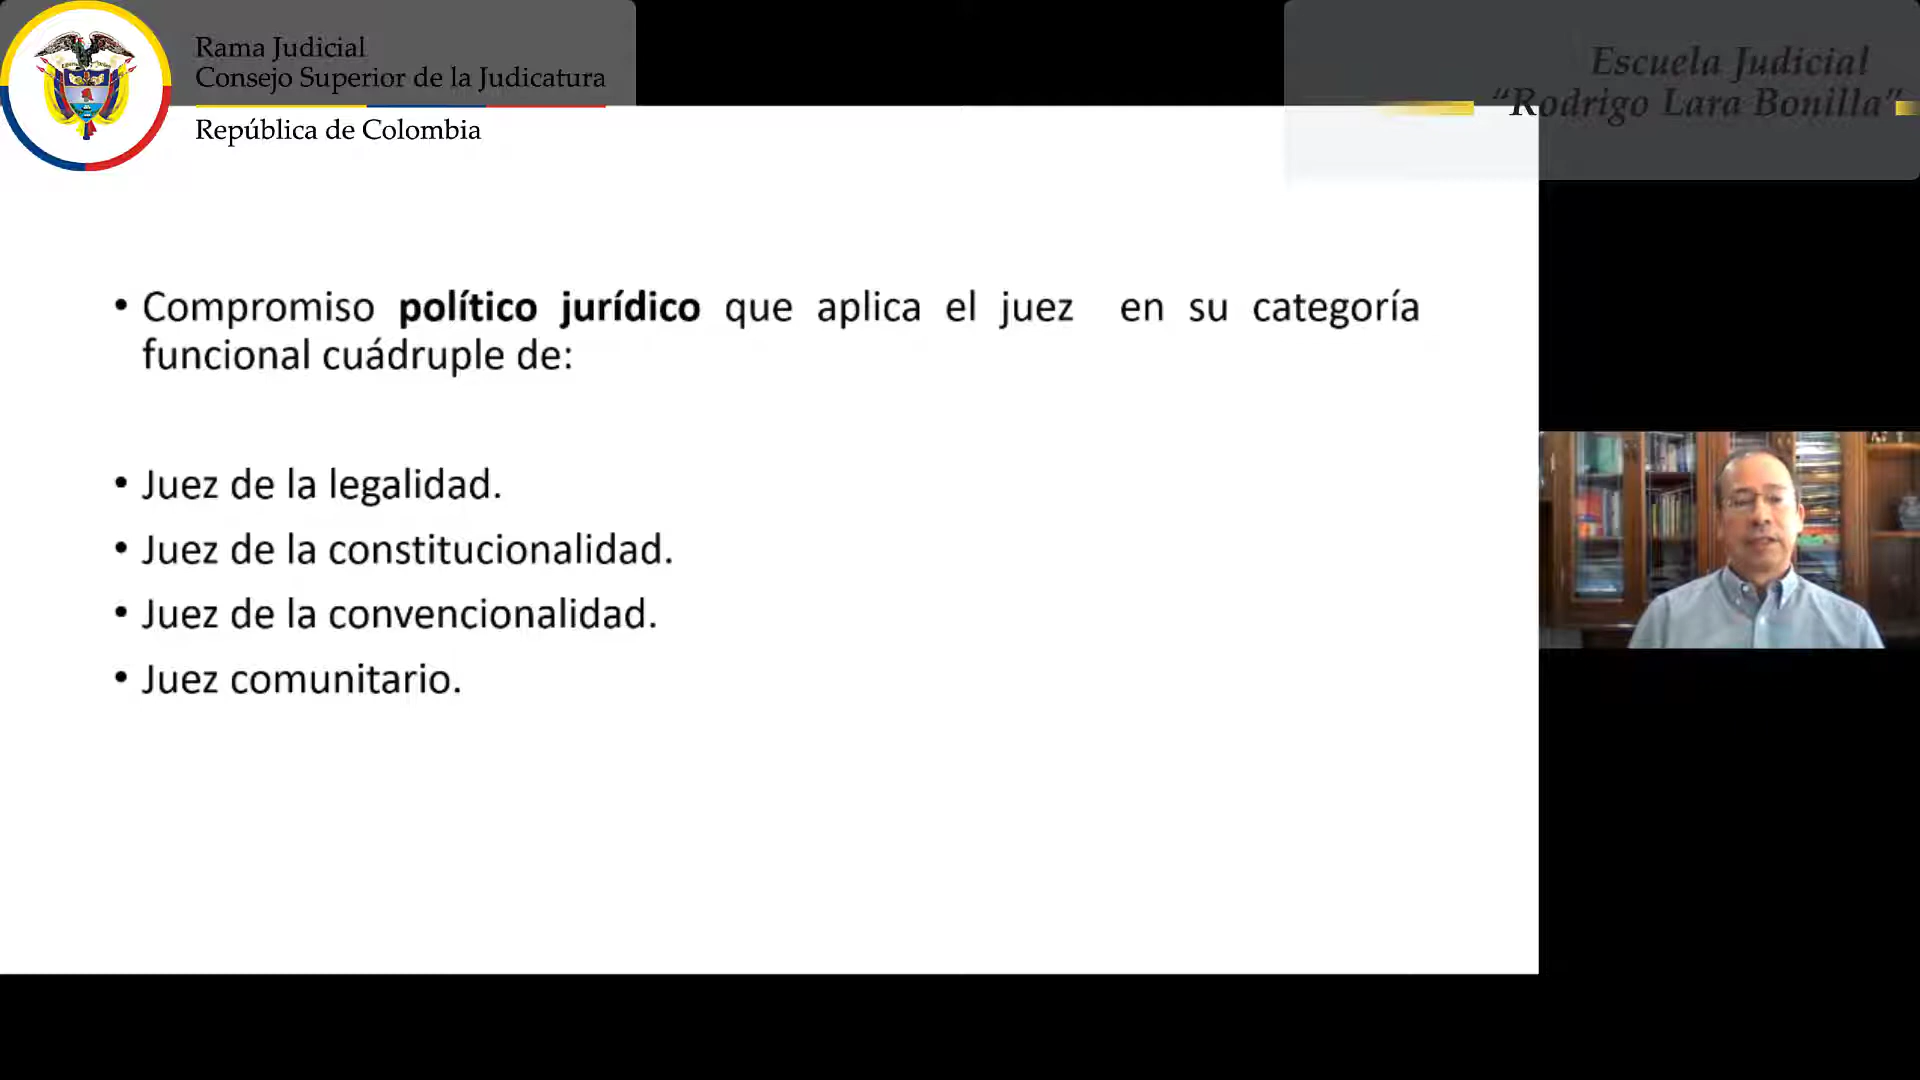 Rama Judicial
Consejo Superior de la Judicatura
República de Colombia
Escuela Judicial
“Rodrigo Lara Bonilla”
• Compromiso político jurídico que aplica el juez en su categoría
funcional cuádruple de:
• Juez de la legalidad.
• Juez de la constitucionalidad.
• Juez de la convencionalidad.
• Juez comunitario.